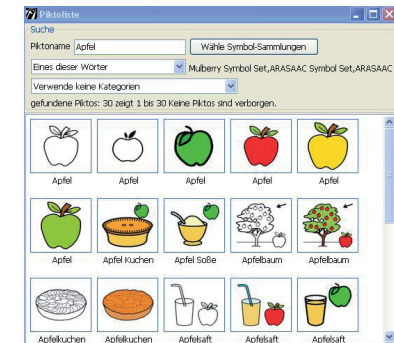 Piktoliste
Suche
Piktoname Apfel Wähle Symbol-Sammlungen
Eines dieser Wörter Mulberry Symbol Set,ARASAAC Symbol Set,ARASAAC
Verwende keine Kategorien
gefundene Piktos: 30 zeigt 1 bis 30 Keine Piktos sind verborgen.
Apfel Apfel Apfel Apfel Apfel
Apfel Apfel Kuchen Apfel Soße Apfelbaum Apfelbaum
Apfelkuchen Apfelkuchen Apfelsaft Apfelsaft Apfelsaft